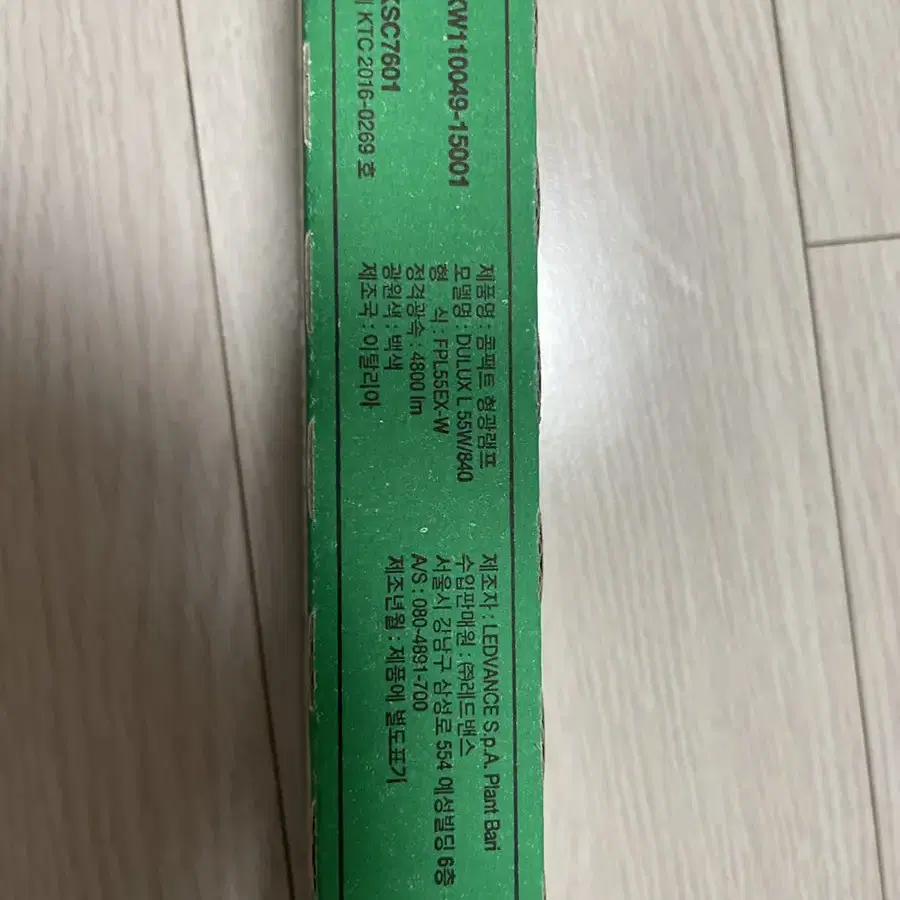 KW110049-15001
KSC7601
KTC 2016-0269 호
제품명 : 콤팩트 형광램프
모델명 : DULUX L 55W/840
형 식 : FPL55EX-W
정격광속 : 4800 lm
광원색 : 백색
제조국 : 이탈리아
제조자 : LEDVANCE S.p.A. Plant Bari
수입판매원 : ㈜레드밴스
서울시 강남구 삼성로 554 예성빌딩 6층
A/S : 080-4891-700
제조년월 : 제품에 별도표기